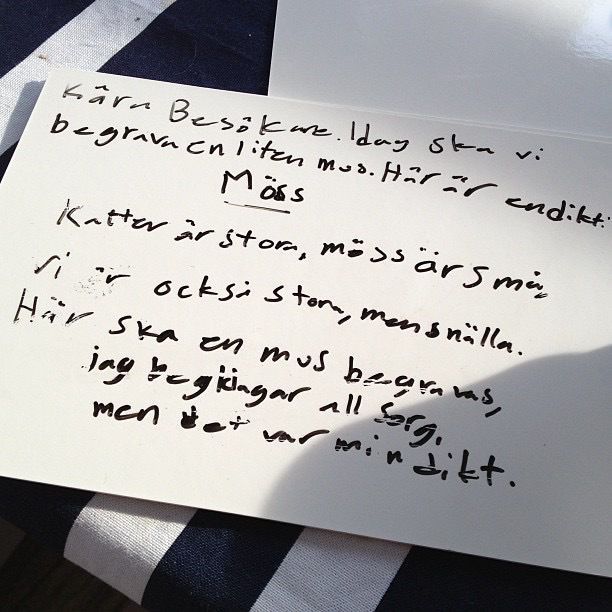 Kära Besökare. Idag ska vi
begrava en liten mus. Här är en dikt:
Möss
Katter är stora, möss är små,
Vi är också stora, men snälla.
Här ska en mus begravas,
jag begklagar all sorg,
men det var min dikt.